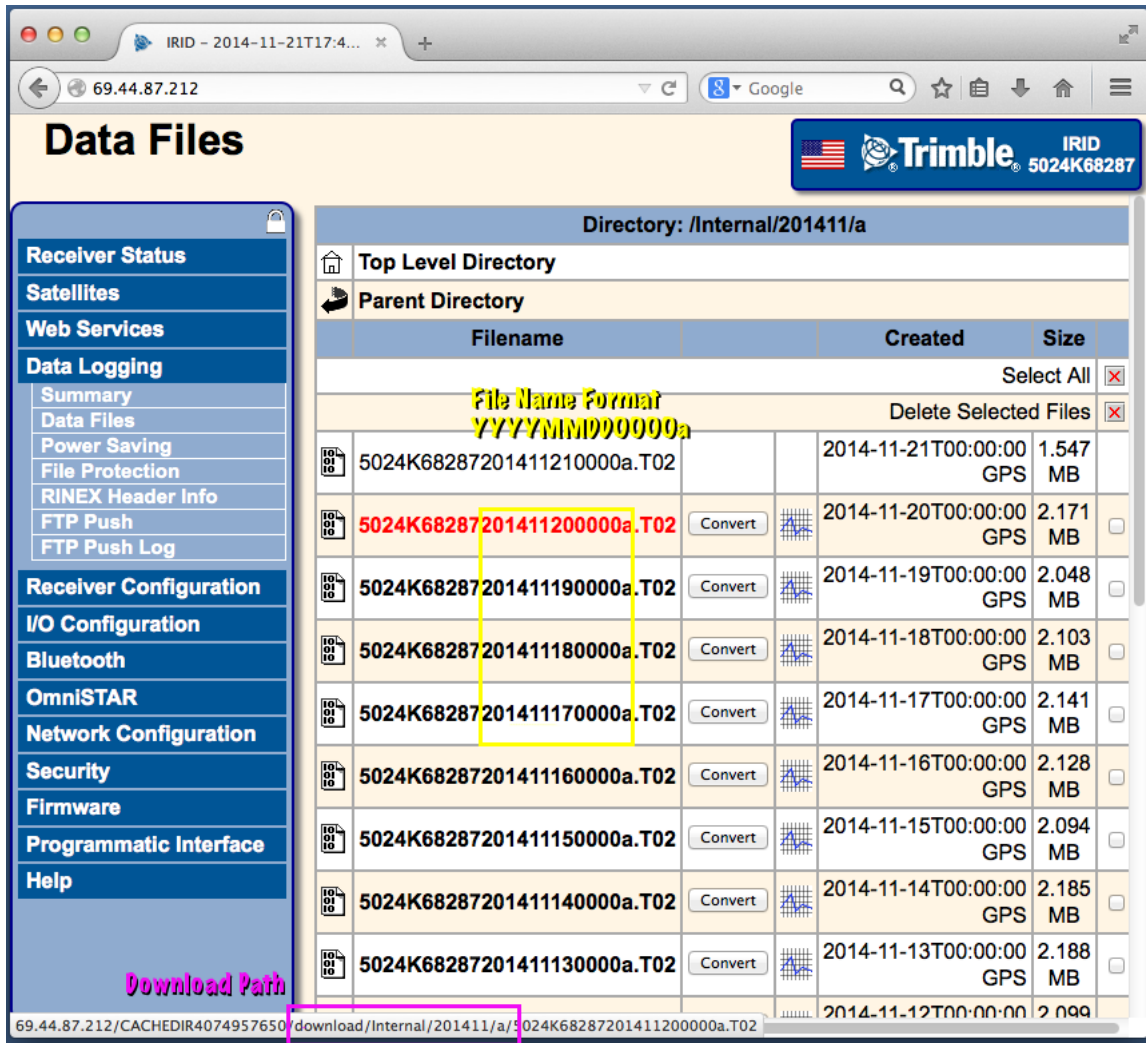 IRID – 2014-11-21T17:4...
69.44.87.212
Google
Data Files
Trimble
IRID
5024K68287
Receiver Status
Satellites
Web Services
Data Logging
Summary
Data Files
Power Saving
File Protection
RINEX Header Info
FTP Push
FTP Push Log
Receiver Configuration
I/O Configuration
Bluetooth
OmniSTAR
Network Configuration
Security
Firmware
Programmatic Interface
Help
Directory: /Internal/201411/a
Top Level Directory
Parent Directory
Filename Created Size
Select All
File Name Format
YYYYMMDD0000a
Delete Selected Files
5024K68287201411210000a.T02 2014-11-21T00:00:00 GPS 1.547 MB
5024K68287201411200000a.T02 Convert 2014-11-20T00:00:00 GPS 2.171 MB
5024K68287201411190000a.T02 Convert 2014-11-19T00:00:00 GPS 2.048 MB
5024K68287201411180000a.T02 Convert 2014-11-18T00:00:00 GPS 2.103 MB
5024K68287201411170000a.T02 Convert 2014-11-17T00:00:00 GPS 2.141 MB
5024K68287201411160000a.T02 Convert 2014-11-16T00:00:00 GPS 2.128 MB
5024K68287201411150000a.T02 Convert 2014-11-15T00:00:00 GPS 2.094 MB
5024K68287201411140000a.T02 Convert 2014-11-14T00:00:00 GPS 2.185 MB
5024K68287201411130000a.T02 Convert 2014-11-13T00:00:00 GPS 2.188 MB
2014-11-12T00:00:00 2.099
Download Path
69.44.87.212/CACHEDIR4074957650/download/Internal/201411/a/5024K68287201411200000a.T02